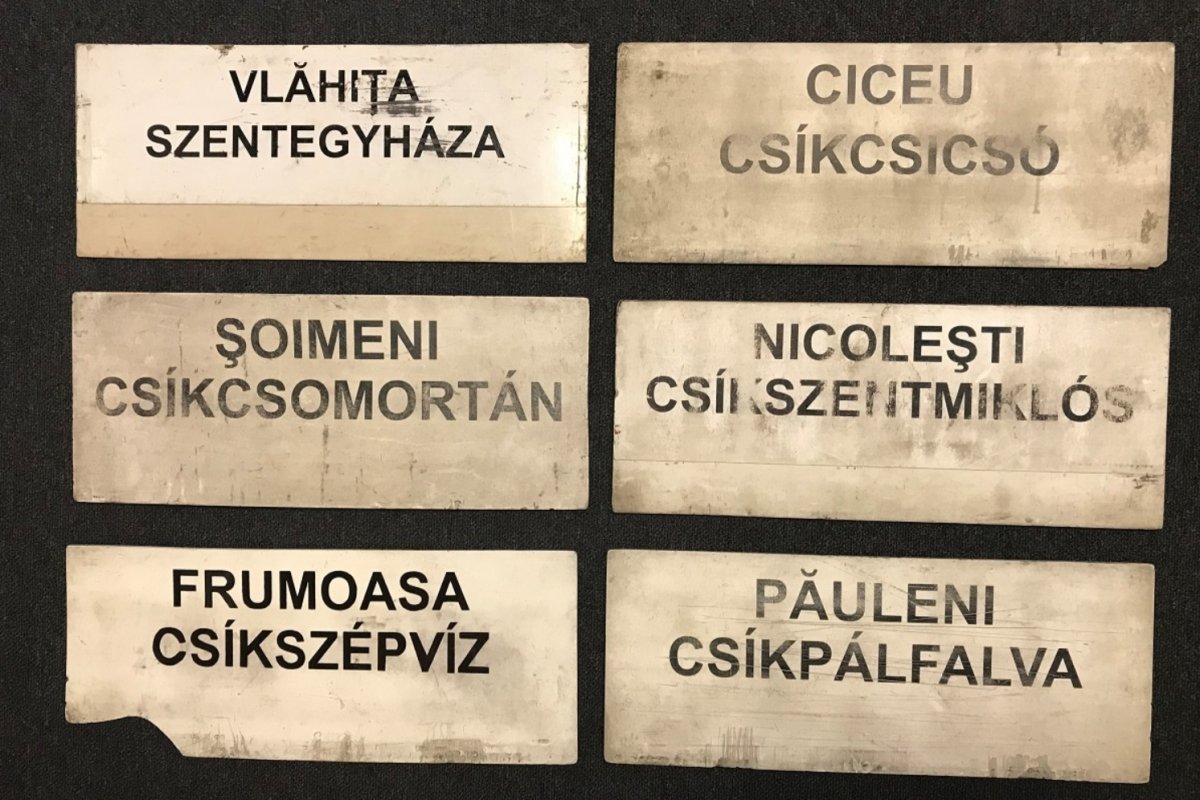 VLĂHIȚA
SZENTEGYHÁZA
CICEU
CSÍKCSICSÓ
ŞOIMENI
CSÍKCSOMORTÁN
NICOLEŞTI
CSÍKSZENTMIKLÓS
FRUMOASA
CSÍKSZÉPVÍZ
PĂULENI
CSÍKPÁLFALVA